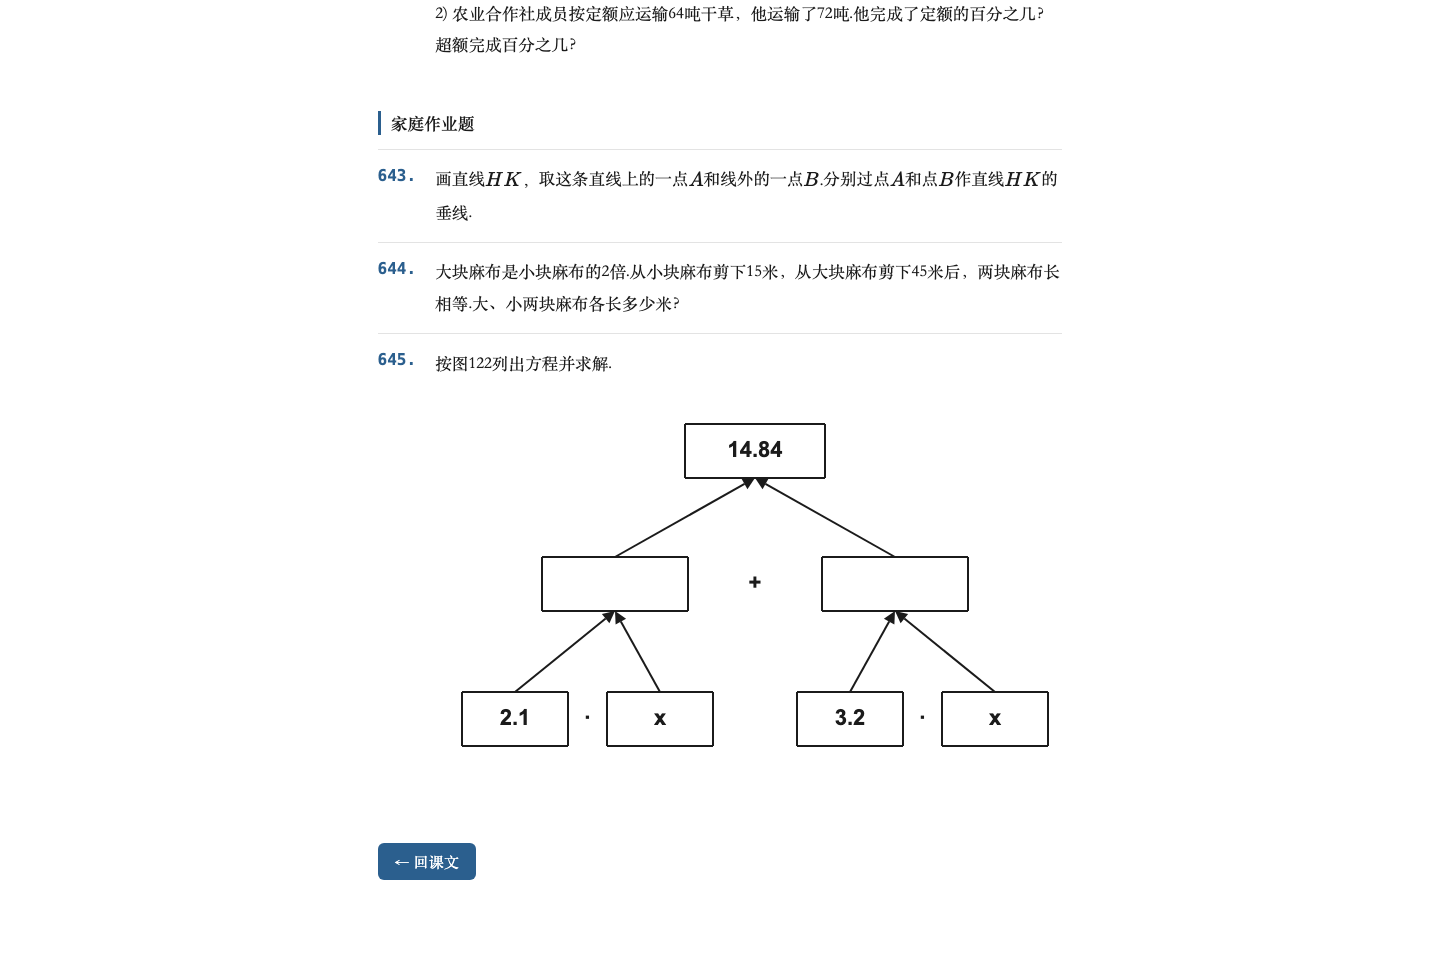 2) 农业合作社成员按定额应运输64吨干草，他运输了72吨.他完成了定额的百分之几?
超额完成百分之几?
家庭作业题
643. 画直线HK，取这条直线上的一点A和线外的一点B.分别过点A和点B作直线HK的
垂线.
644. 大块麻布是小块麻布的2倍.从小块麻布剪下15米，从大块麻布剪下45米后，两块麻布长
相等.大、小两块麻布各长多少米?
645. 按图122列出方程并求解.
14.84
+
2.1 · x 3.2 · x
← 回课文